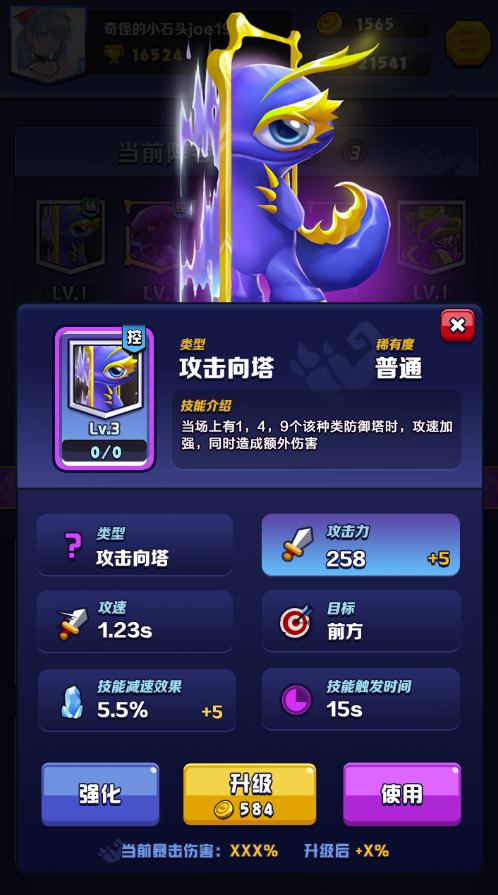 奇怪的小石头joe19
1565
16524
21541
当前阵
3
辅
控
LV.1
LV.1
LV.1
控
类型
攻击向塔
稀有度
普通
技能介绍
当场上有1，4，9个该种类防御塔时，攻速加
强，同时造成额外伤害
Lv.3
0/0
类型
攻击向塔
攻击力
258
+5
攻速
1.23s
目标
前方
技能减速效果
5.5%
+5
技能触发时间
15s
强化
升级
584
使用
当前暴击伤害：XXX%
升级后 +X%